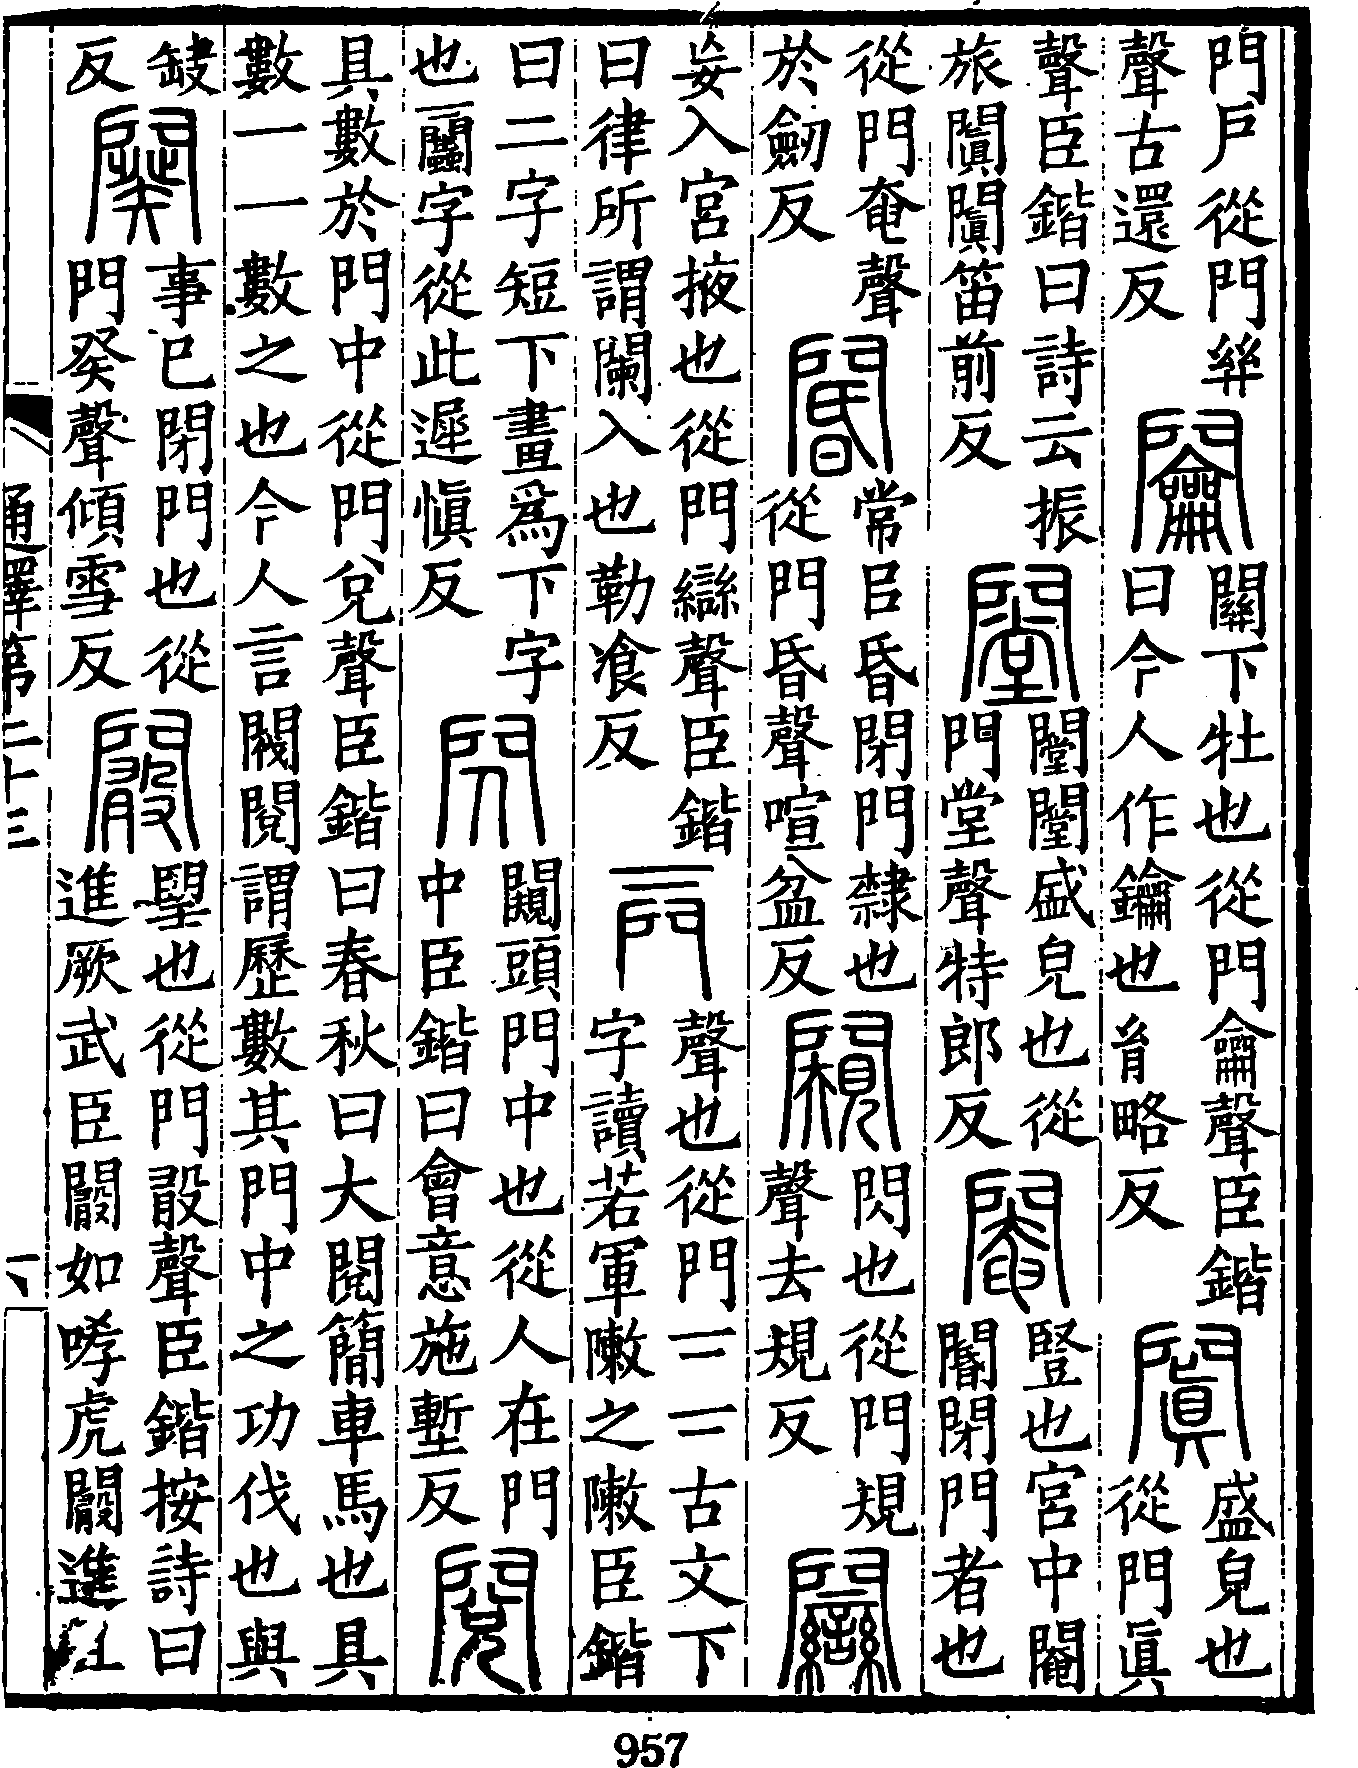 門戸從門𢇇聲古還反䦳關下牡也從門龠聲臣鍇曰今人作鑰也胥略反闐盛皃也從門眞
聲臣鍇曰詩云振旅闐闐笛前反闛闛闛盛皃也從門堂聲特郎反閹豎也宮中閹閽閉門者也
從門奄聲於劒反閽常㠯昏閉門隸也從門昏聲喧盆反闚閃也從門規聲去規反𨷻
妄入宮掖也從門䜌聲臣鍇曰律所謂闌入也勒飡反𨳇聲也從門二二古文下字讀若軍敶之敶臣鍇
曰二字短下畫爲下字也閵字從此遲愼反閃闚頭門中也從人在門中臣鍇曰會意施塹反閱
具數於門中從門兌聲臣鍇曰春秋曰大閱簡車馬也具數一一數之也今人言閥閱謂歷數其門中之功伐也與
缺反闋事已閉門也從門癸聲傾雪反闞望也從門敢聲臣鍇按詩曰進厥武臣闞如哮虎闞進
通釋第二十三
一
957